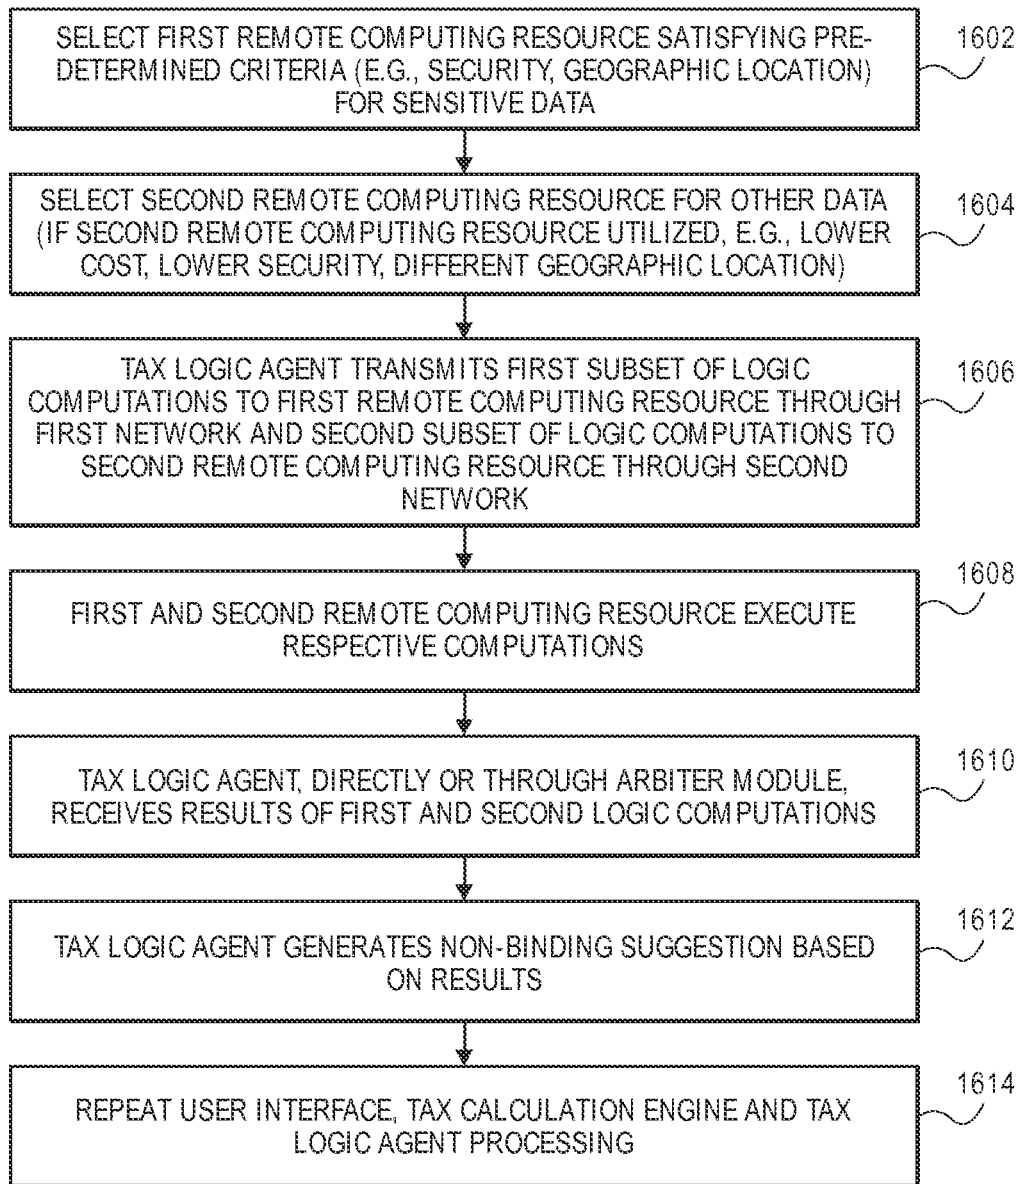 SELECT FIRST REMOTE COMPUTING RESOURCE SATISFYING PRE-
DETERMINED CRITERIA (E.G., SECURITY, GEOGRAPHIC LOCATION)
FOR SENSITIVE DATA
1602
SELECT SECOND REMOTE COMPUTING RESOURCE FOR OTHER DATA
(IF SECOND REMOTE COMPUTING RESOURCE UTILIZED, E.G., LOWER
COST, LOWER SECURITY, DIFFERENT GEOGRAPHIC LOCATION)
1604
TAX LOGIC AGENT TRANSMITS FIRST SUBSET OF LOGIC
COMPUTATIONS TO FIRST REMOTE COMPUTING RESOURCE THROUGH
FIRST NETWORK AND SECOND SUBSET OF LOGIC COMPUTATIONS TO
SECOND REMOTE COMPUTING RESOURCE THROUGH SECOND
NETWORK
1606
FIRST AND SECOND REMOTE COMPUTING RESOURCE EXECUTE
RESPECTIVE COMPUTATIONS
1608
TAX LOGIC AGENT, DIRECTLY OR THROUGH ARBITER MODULE,
RECEIVES RESULTS OF FIRST AND SECOND LOGIC COMPUTATIONS
1610
TAX LOGIC AGENT GENERATES NON-BINDING SUGGESTION BASED
ON RESULTS
1612
REPEAT USER INTERFACE, TAX CALCULATION ENGINE AND TAX
LOGIC AGENT PROCESSING
1614